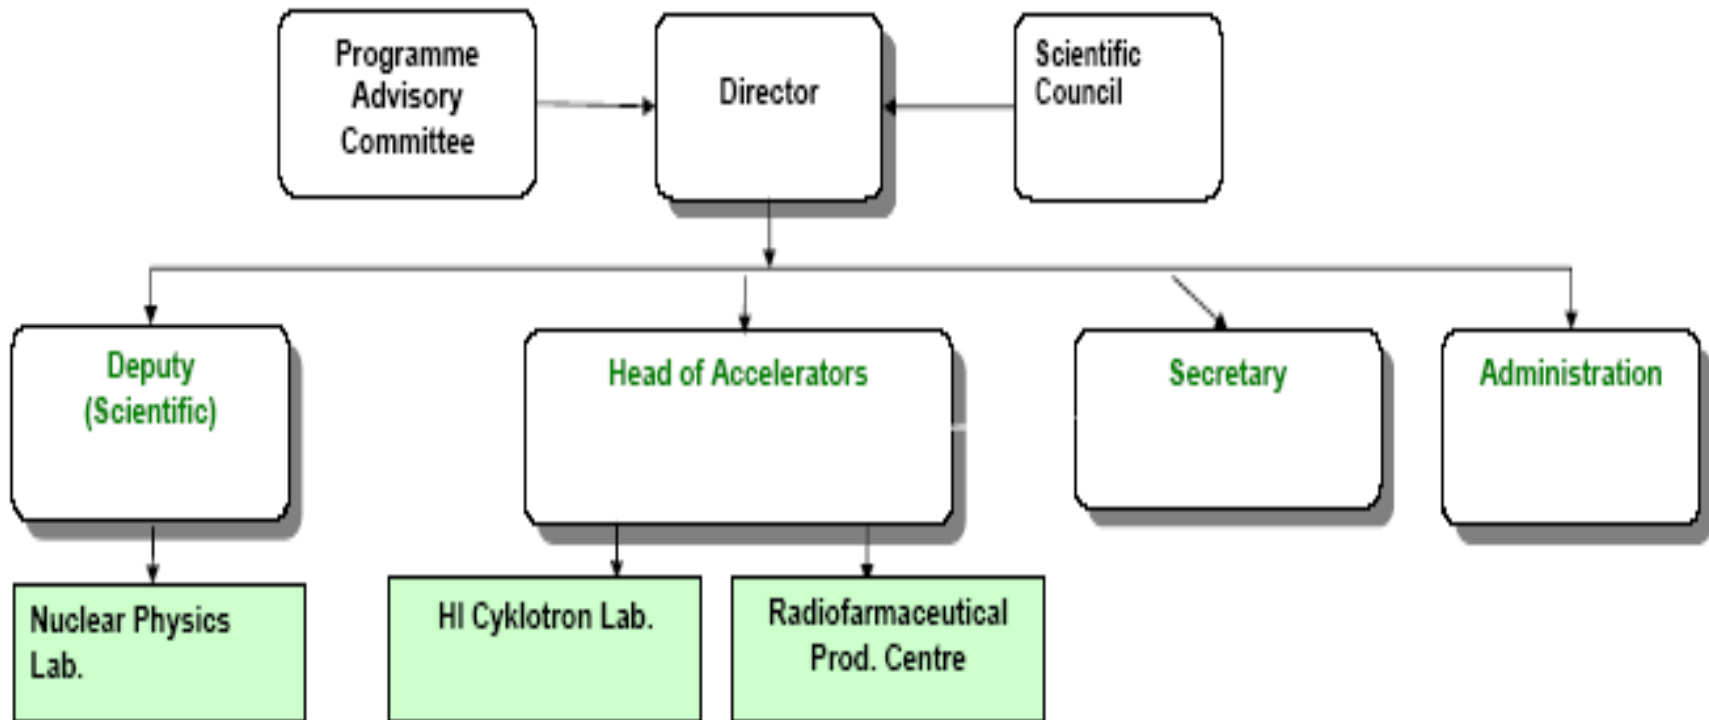 Programme
Advisory
Committee
Director
Scientific
Council
Deputy
(Scientific)
Head of Accelerators
Secretary
Administration
Nuclear Physics
Lab.
HI Cyklotron Lab.
Radiofarmaceutical
Prod. Centre